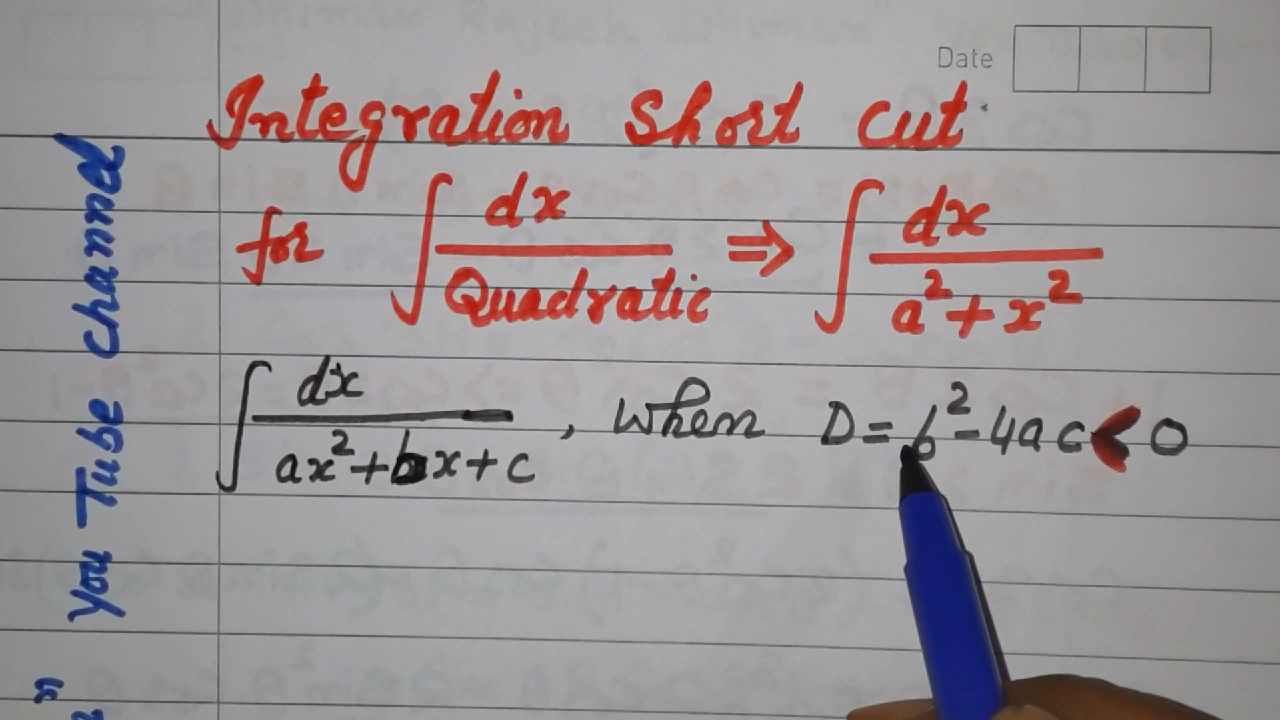 Date
Integration Short Cut
for ∫ dx / Quadratic ⇒ ∫ dx / a² + x²
∫ dx / ax² + bx + c , when D = b² - 4ac < 0
You Tube Channel